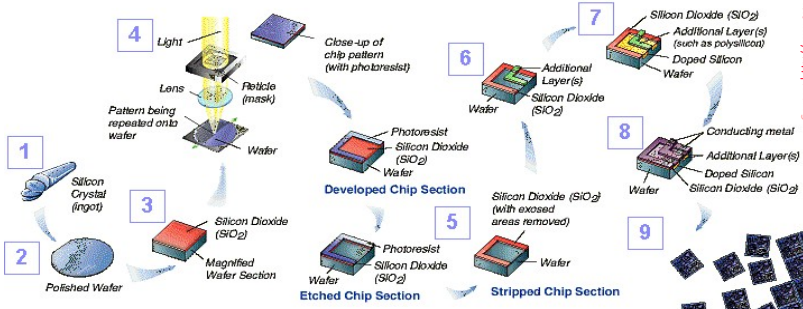 1
Silicon
Crystal
(ingot)
2
Polished Wafer
3
Silicon Dioxide
(SiO2)
Magnified
Wafer Section
4
Light
Reticle
(mask)
Lens
Pattern being
repeated onto
wafer
Wafer
Close-up of
chip pattern
(with photoresist)
Photoresist
Silicon Dioxide
(SiO2)
Wafer
Developed Chip Section
Photoresist
Silicon Dioxide
(SiO2)
Wafer
Etched Chip Section
5
Silicon Dioxide (SiO2)
(with exposed
areas removed)
Wafer
Stripped Chip Section
6
Additional
Layer(s)
Silicon Dioxide
(SiO2)
Wafer
7
Silicon Dioxide (SiO2)
Additional Layer(s)
(such as polysilicon)
Doped Silicon
Wafer
8
Conducting metal
Additional Layer(s)
Doped Silicon
Silicon Dioxide (SiO2)
Wafer
9